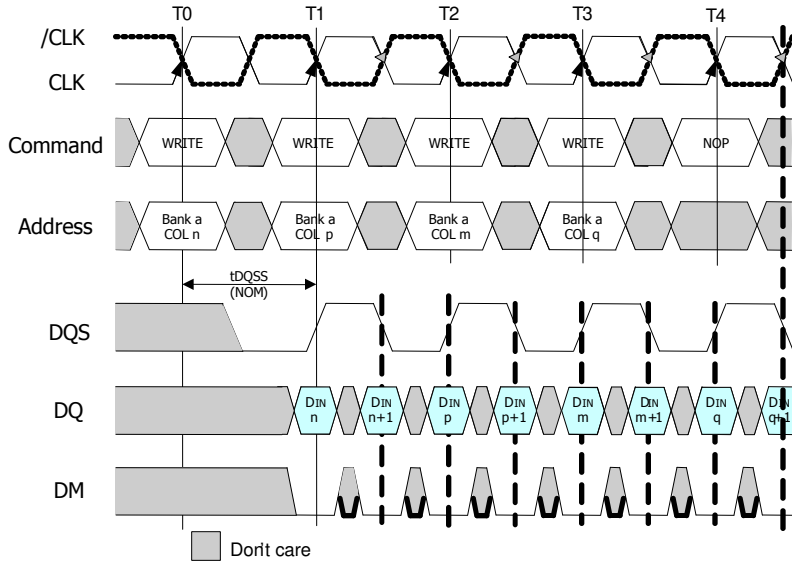 T0 T1 T2 T3 T4
/CLK
CLK
Command WRITE WRITE WRITE WRITE NOP
Address
Bank a
COL n
Bank a
COL p
Bank a
COL m
Bank a
COL q
tDQSS
(NOM)
DQS
DQ
DIN
n
DIN
n+1
DIN
p
DIN
p+1
DIN
m
DIN
m+1
DIN
q
DIN
q+1
DM
Don't care